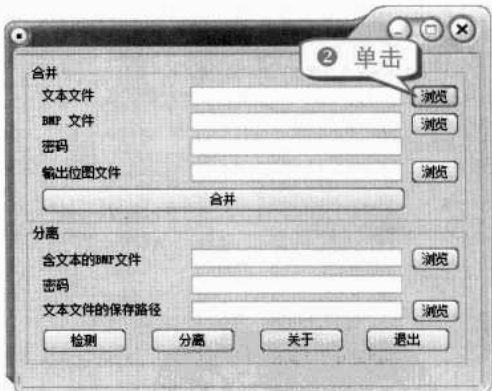 ❷ 单击
合并
文本文件 浏览
BMP 文件 浏览
密码
输出位图文件 浏览
合并
分离
含文本的BMP文件 浏览
密码
文本文件的保存路径 浏览
检测 分离 关于 退出